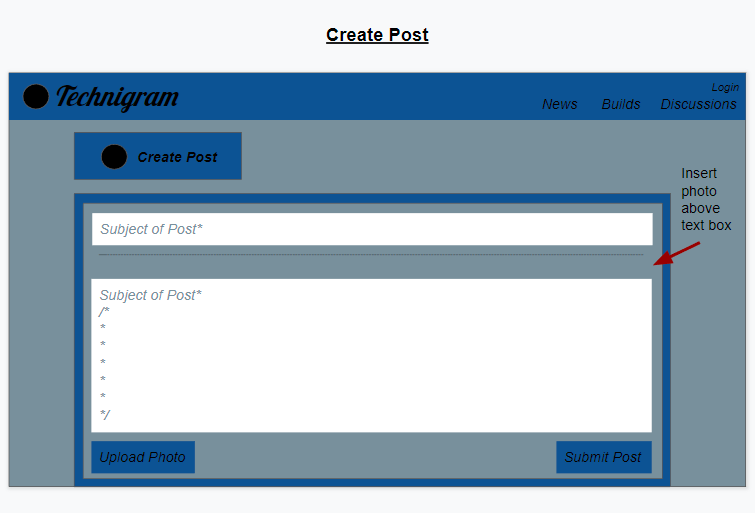 Create Post
Technigram
Login
News Builds Discussions
Create Post
Insert
photo
above
text box
Subject of Post*
Subject of Post*
/*
*
*
*
*
*
*/
Upload Photo
Submit Post